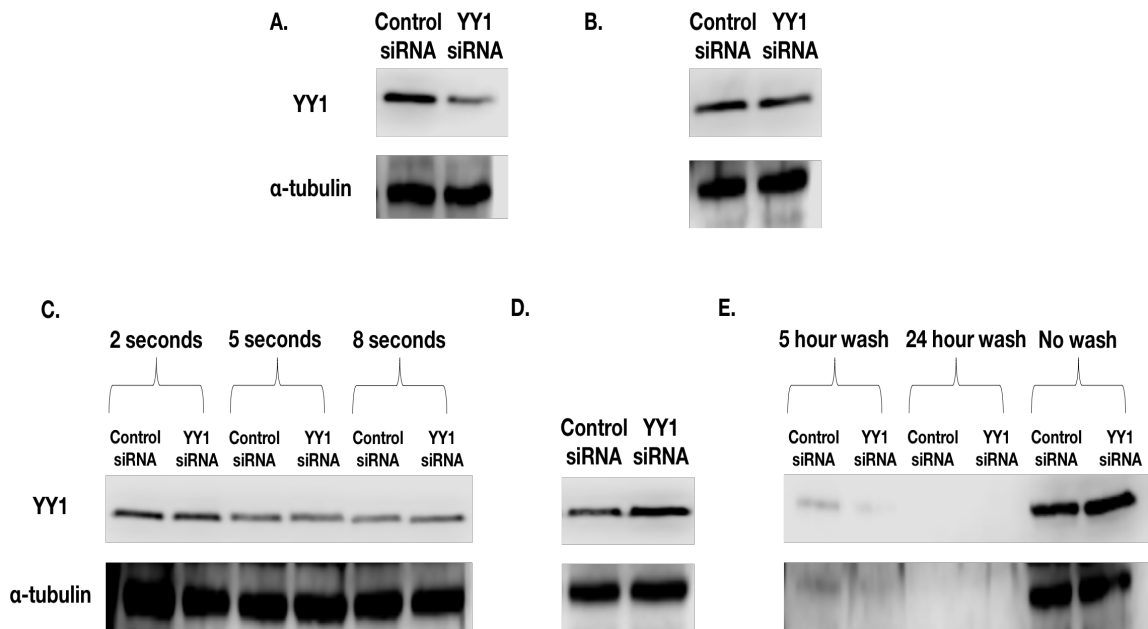 A.
Control YY1
siRNA siRNA
B.
Control YY1
siRNA siRNA
YY1
α-tubulin
C.
2 seconds 5 seconds 8 seconds
Control YY1 Control YY1 Control YY1
siRNA siRNA siRNA siRNA siRNA siRNA
YY1
α-tubulin
D.
Control YY1
siRNA siRNA
E.
5 hour wash 24 hour wash No wash
Control YY1 Control YY1 Control YY1
siRNA siRNA siRNA siRNA siRNA siRNA